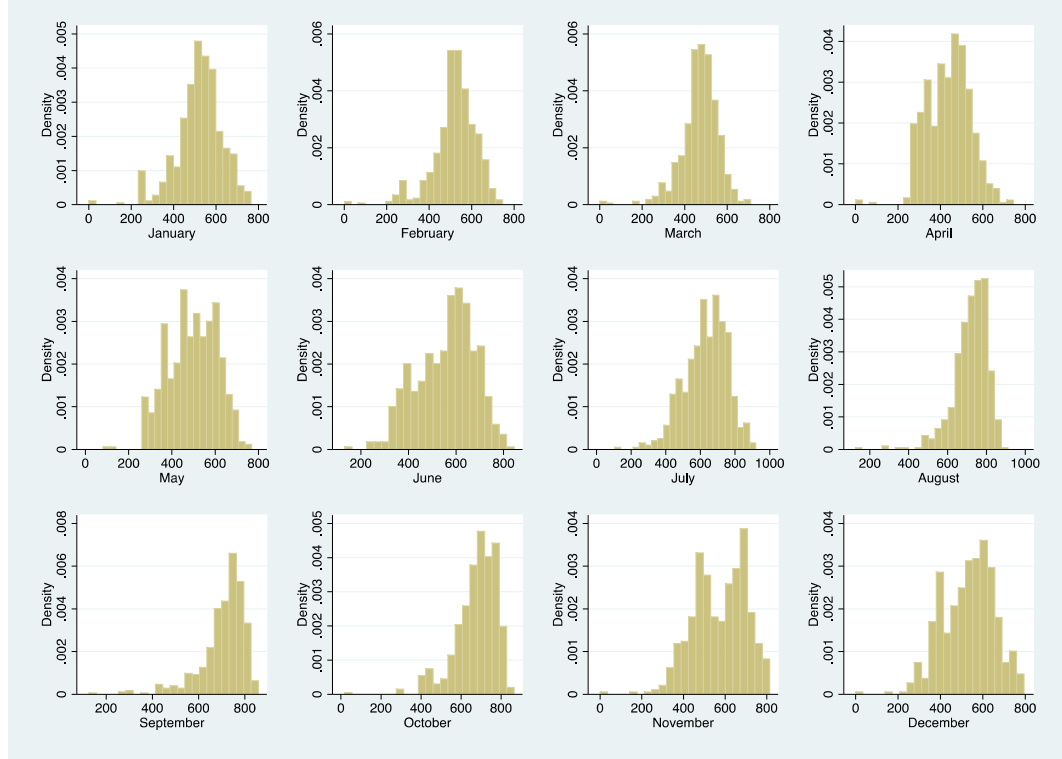 Density
0 .001 .002 .003 .004 .005
0 200 400 600 800
January
Density
0 .002 .004 .006
0 200 400 600 800
February
Density
0 .002 .004 .006
0 200 400 600 800
March
Density
0 .001 .002 .003 .004
0 200 400 600 800
April
Density
0 .001 .002 .003 .004
0 200 400 600 800
May
Density
0 .001 .002 .003 .004
200 400 600 800
June
Density
0 .001 .002 .003 .004
0 200 400 600 800 1000
July
Density
0 .001 .002 .003 .004 .005
200 400 600 800 1000
August
Density
0 .002 .004 .006 .008
200 400 600 800
September
Density
0 .001 .002 .003 .004 .005
0 200 400 600 800
October
Density
0 .001 .002 .003 .004
0 200 400 600 800
November
Density
0 .001 .002 .003 .004
0 200 400 600 800
December